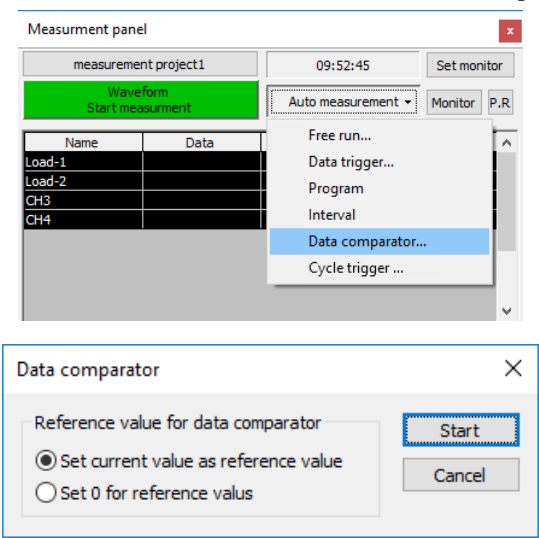 Measurment panel
x
measurement project1 09:52:45 Set monitor
Waveform
Start measurment
Auto measurement Monitor P.R
Name Data
Load-1
Load-2
CH3
CH4
Free run...
Data trigger...
Program
Interval
Data comparator...
Cycle trigger ...
Data comparator
Reference value for data comparator
Set current value as reference value
Set 0 for reference valus
Start
Cancel